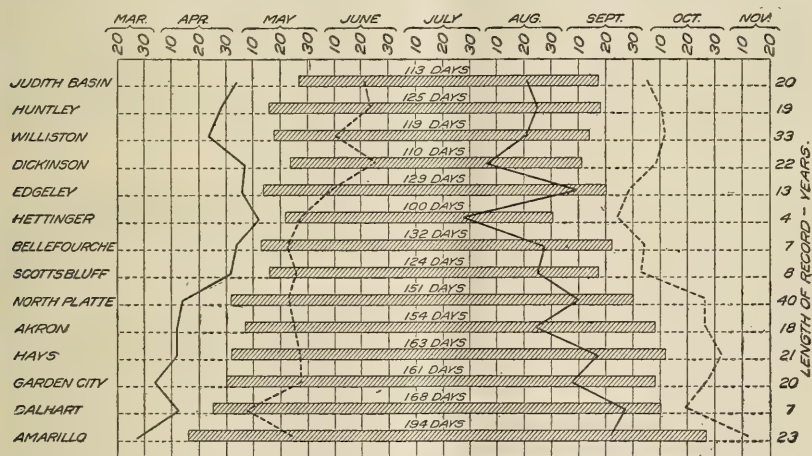 MAR. APR. MAY JUNE JULY AUG. SEPT. OCT. NOV.
20 30 10 20 30 10 20 30 10 20 30 10 20 30 10 20 30 10 20 30 10 20 30 10 20
113 DAYS
JUDITH BASIN 20
125 DAYS
HUNTLEY 19
119 DAYS
WILLISTON 33
110 DAYS
DICKINSON 22
129 DAYS
EDGELEY 13
100 DAYS
HETTINGER 4
132 DAYS
BELLEFOURCHE 7
124 DAYS
SCOTTSBLUFF 8
151 DAYS
NORTH PLATTE 40
154 DAYS
AKRON 18
163 DAYS
HAYS 21
161 DAYS
GARDEN CITY 20
168 DAYS
DALHART 7
194 DAYS
AMARILLO 23
LENGTH OF RECORD - YEARS.